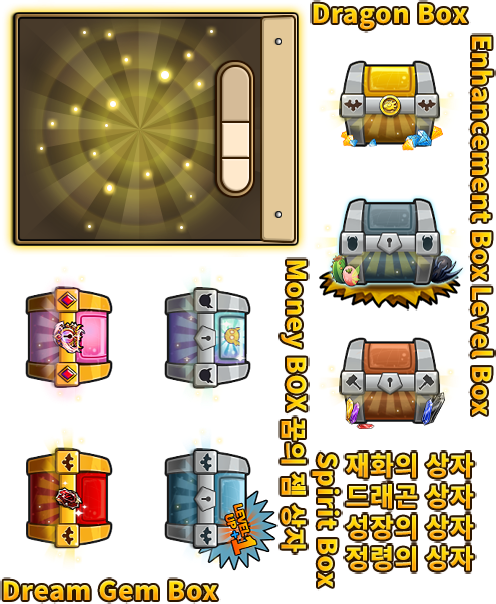 Dragon Box
Enhancement Box Level Box
Money BOX 꿈의 젬 상자
Spirit Box
재화의 상자
드래곤 상자
성장의 상자
정령의 상자
LEVEL UP +1
Dream Gem Box